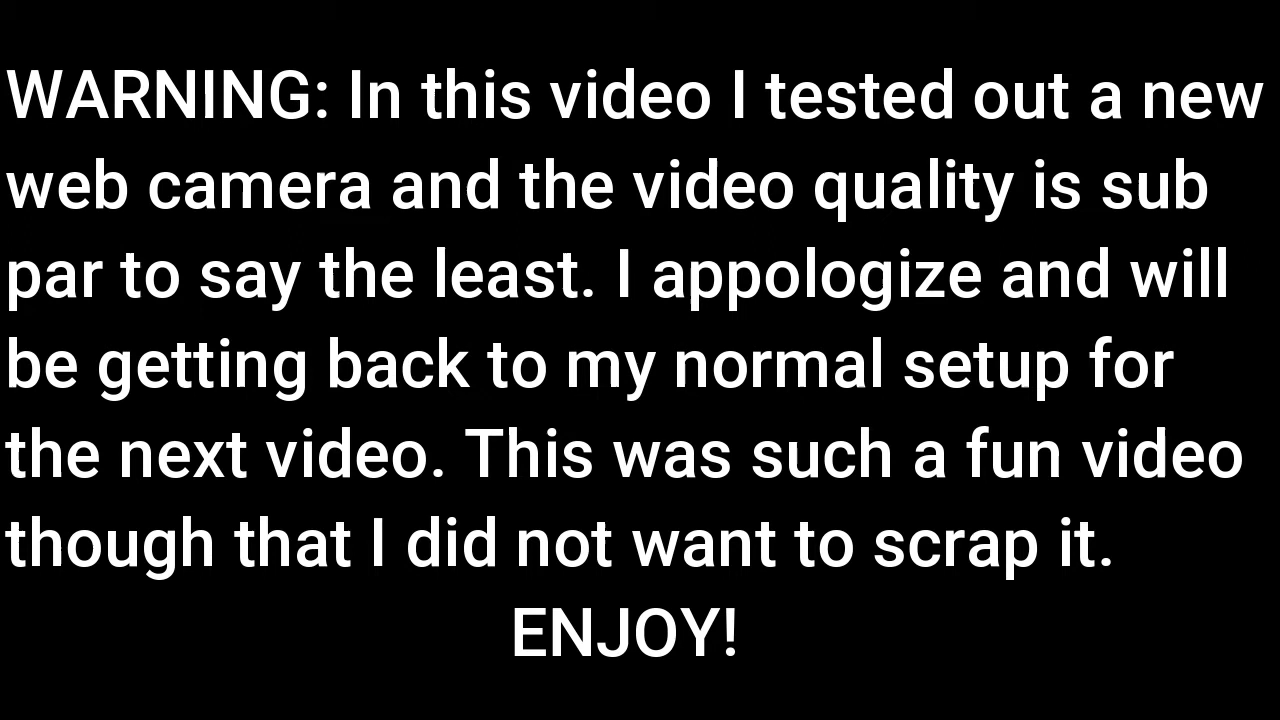 WARNING: In this video I tested out a new
web camera and the video quality is sub
par to say the least. I appologize and will
be getting back to my normal setup for
the next video. This was such a fun video
though that I did not want to scrap it.
ENJOY!